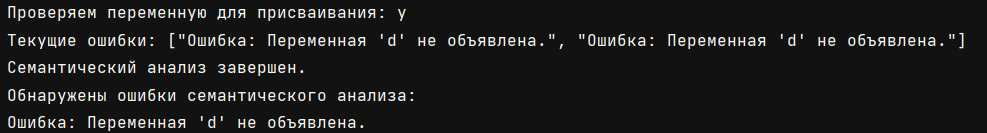 Проверяем переменную для присваивания: y
Текущие ошибки: ["Ошибка: Переменная 'd' не объявлена.", "Ошибка: Переменная 'd' не объявлена."]
Семантический анализ завершен.
Обнаружены ошибки семантического анализа:
Ошибка: Переменная 'd' не объявлена.